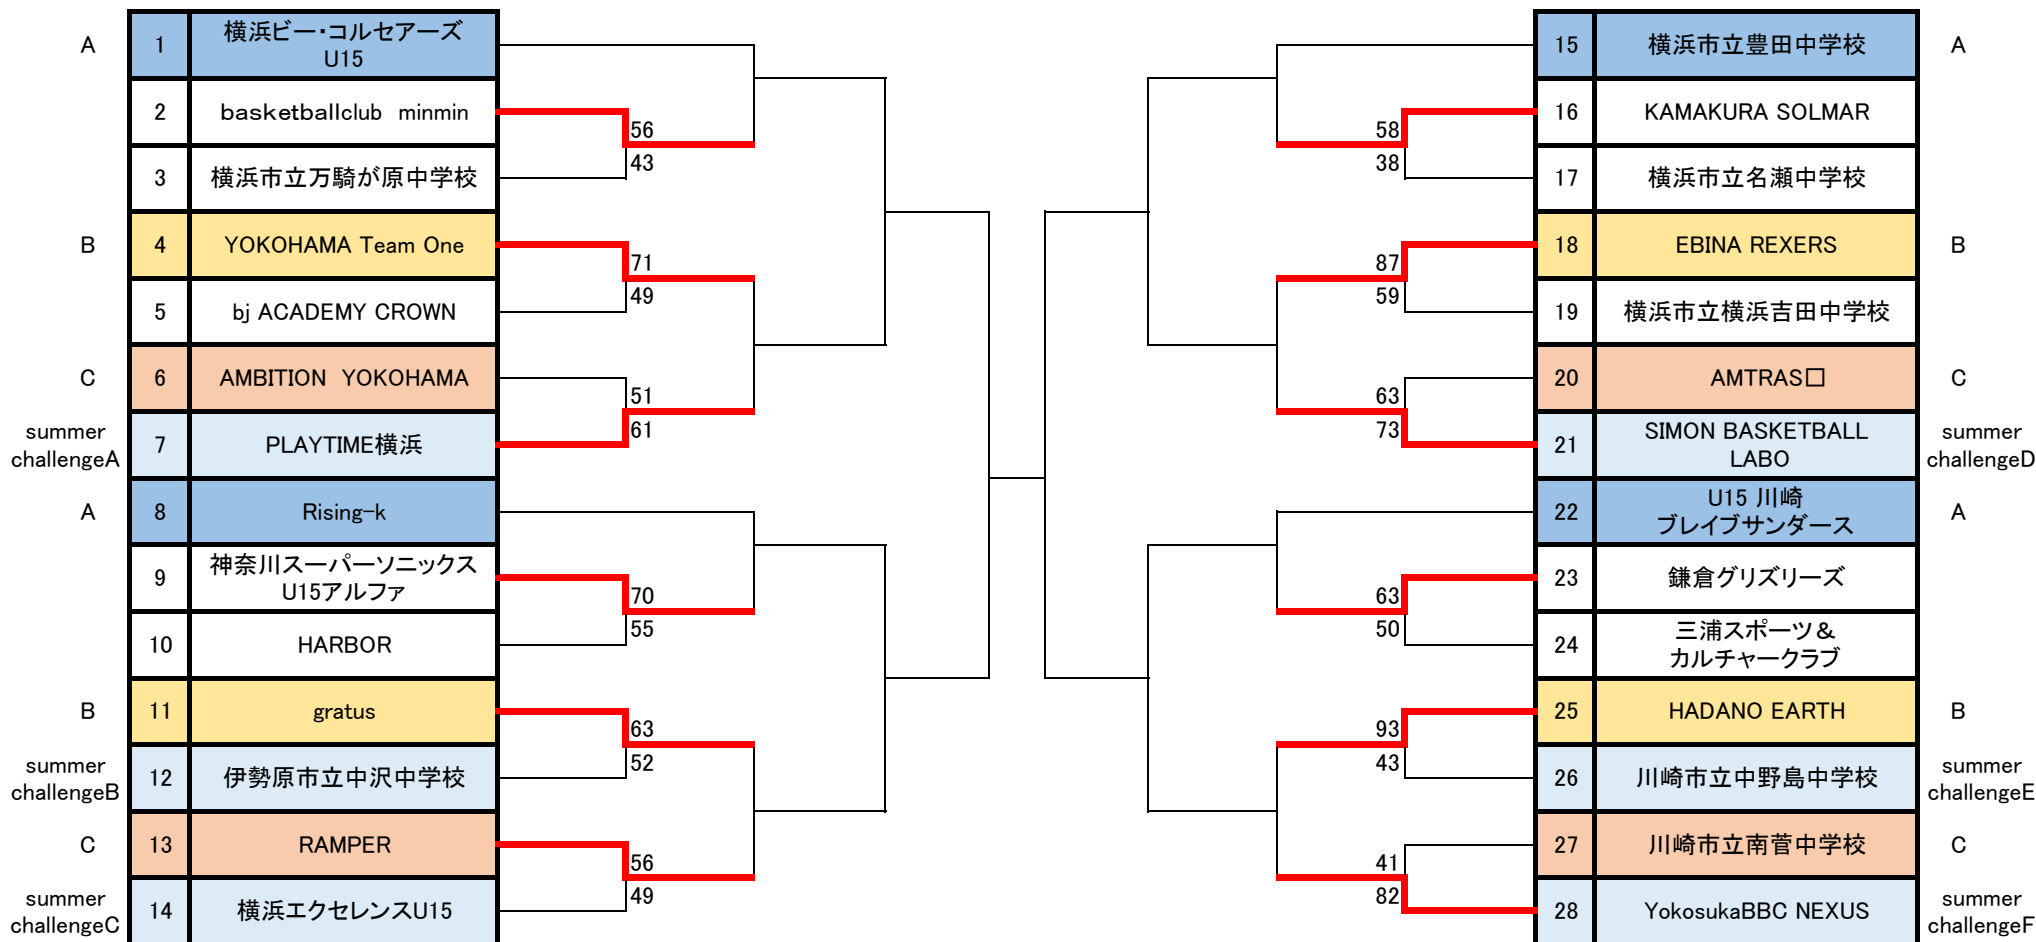 A 1 横浜ビー・コルセアーズ
U15
2 basketballclub minmin
56
43
3 横浜市立万騎が原中学校
B 4 YOKOHAMA Team One
71
49
5 bj ACADEMY CROWN
C 6 AMBITION YOKOHAMA
51
61
summer
challengeA
7 PLAYTIME横浜
A 8 Rising-k
9 神奈川スーパーソニックス
U15アルファ
70
55
10 HARBOR
B 11 gratus
63
52
summer
challengeB
12 伊勢原市立中沢中学校
C 13 RAMPER
56
49
summer
challengeC
14 横浜エクセレンスU15
15 横浜市立豊田中学校 A
16 KAMAKURA SOLMAR
58
38
17 横浜市立名瀬中学校
18 EBINA REXERS B
87
59
19 横浜市立横浜吉田中学校
20 AMTRAS□ C
63
73
21 SIMON BASKETBALL
LABO
summer
challengeD
22 U15 川崎
ブレイブサンダース
A
23 鎌倉グリズリーズ
63
50
24 三浦スポーツ&
カルチャークラブ
25 HADANO EARTH B
93
43
26 川崎市立中野島中学校
summer
challengeE
27 川崎市立南菅中学校 C
41
82
28 YokosukaBBC NEXUS
summer
challengeF